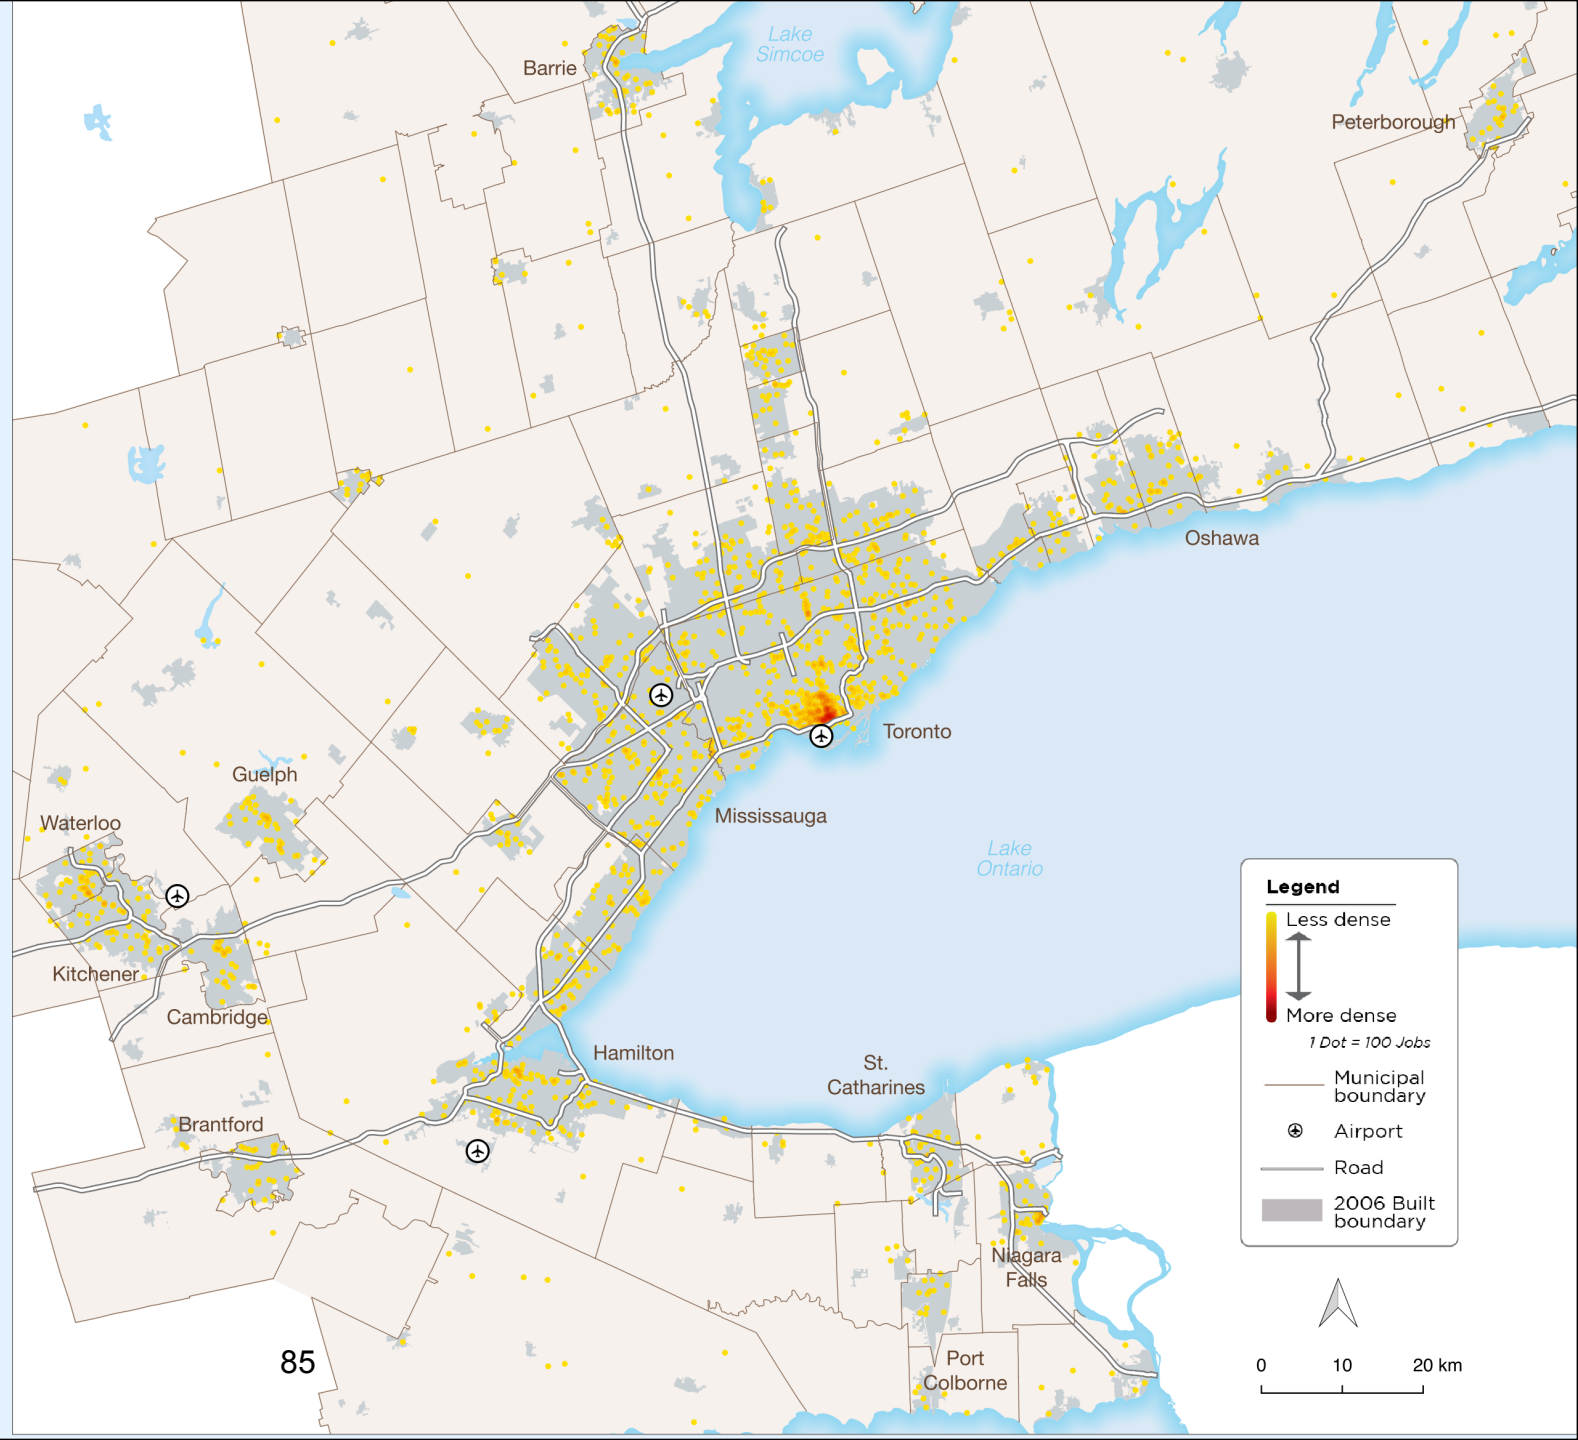 Lake
Simcoe
Barrie
Peterborough
Oshawa
Toronto
Mississauga
Guelph
Waterloo
Lake
Ontario
Kitchener
Cambridge
Hamilton
St.
Catharines
Brantford
Niagara
Falls
Port
Colborne
85
Legend
Less dense
More dense
1 Dot = 100 Jobs
Municipal
boundary
Airport
Road
2006 Built
boundary
0 10 20 km